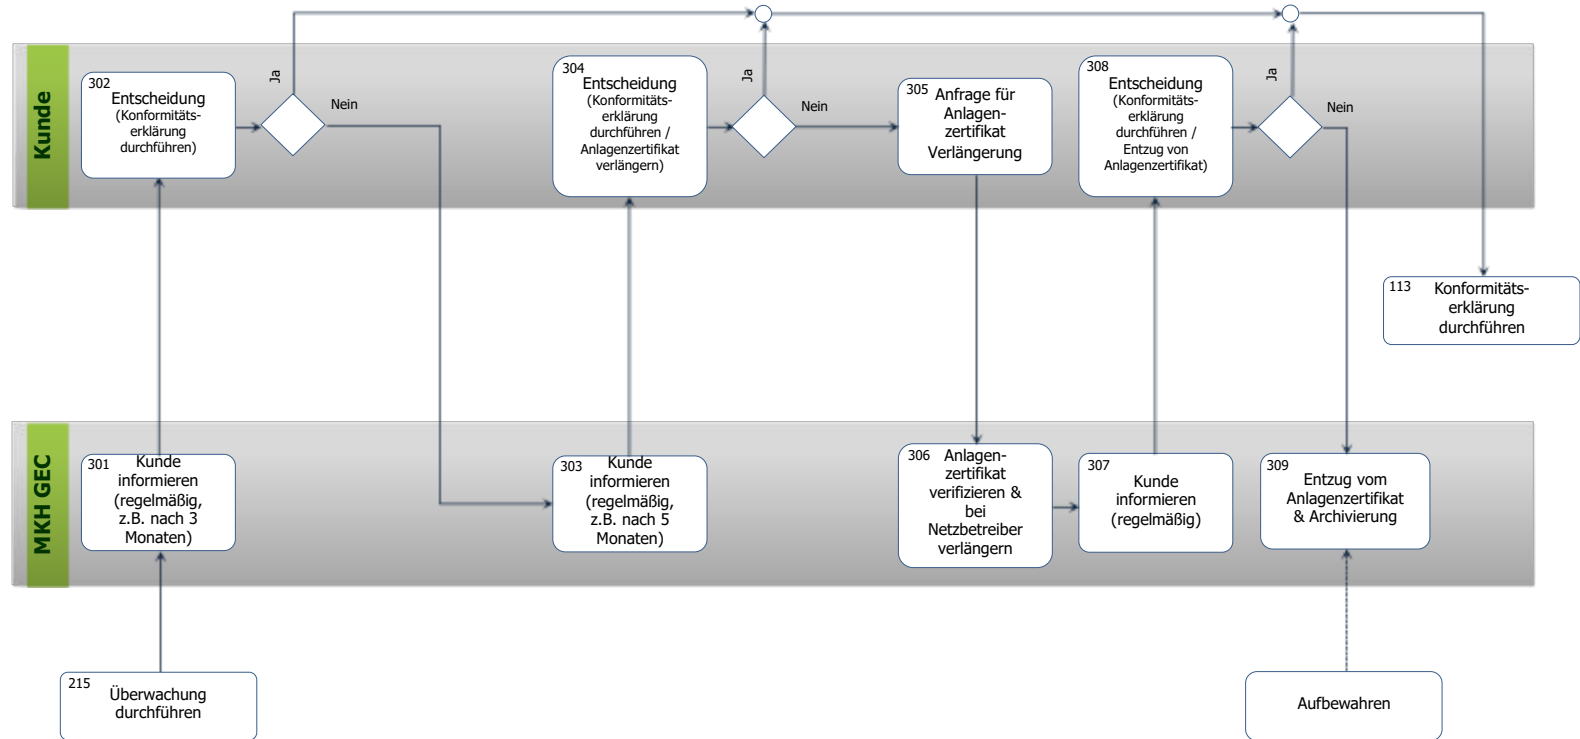 Kunde
302
Entscheidung
(Konformitäts-
erklärung
durchführen)
Ja
Nein
304
Entscheidung
(Konformitäts-
erklärung
durchführen /
Anlagenzertifikat
verlängern)
Ja
Nein
305
Anfrage für
Anlagen-
zertifikat
Verlängerung
308
Entscheidung
(Konformitäts-
erklärung
durchführen /
Entzug von
Anlagenzertifikat)
Ja
Nein
113
Konformitäts-
erklärung
durchführen
MKH GEC
301
Kunde
informieren
(regelmäßig,
z.B. nach 3
Monaten)
303
Kunde
informieren
(regelmäßig,
z.B. nach 5
Monaten)
306
Anlagen-
zertifikat
verifizieren &
bei
Netzbetreiber
verlängern
307
Kunde
informieren
(regelmäßig)
309
Entzug vom
Anlagenzertifikat
& Archivierung
215
Überwachung
durchführen
Aufbewahren